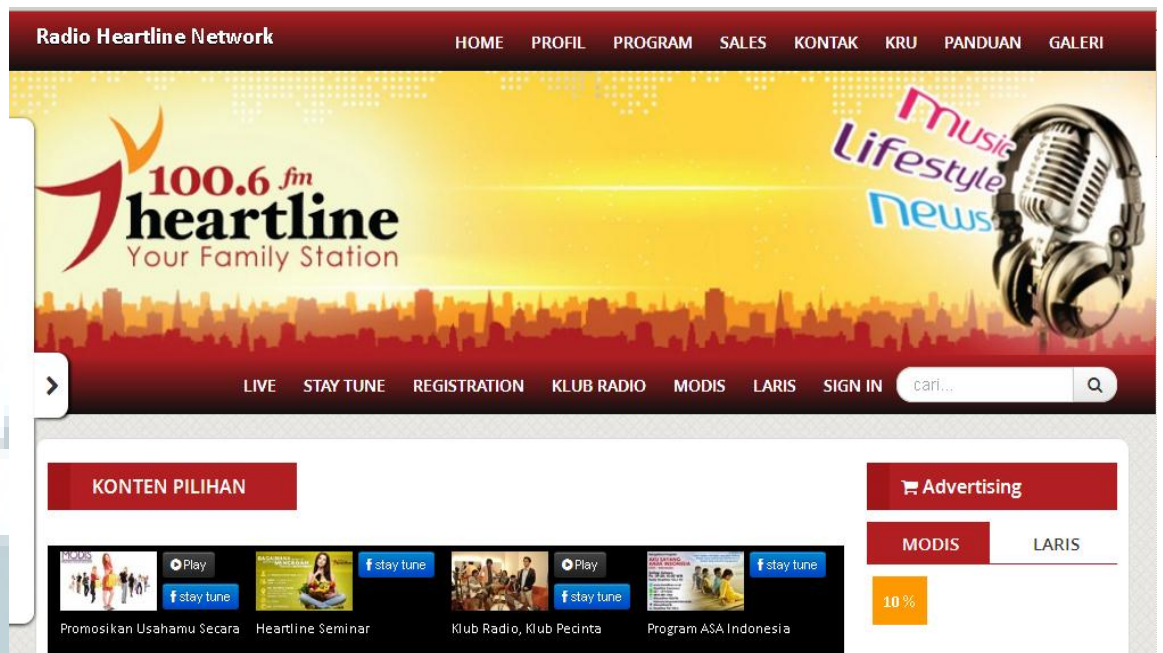 Radio Heartline Network
HOME PROFIL PROGRAM SALES KONTAK KRU PANDUAN GALERI
Music
Lifestyle
News
100.6 fm
heartline
Your Family Station
LIVE STAY TUNE REGISTRATION KLUB RADIO MODIS LARIS SIGN IN cari...
KONTEN PILIHAN
Advertising
MODIS LARIS
10 %
MODIS
Play
f stay tune
Promosikan Usahamu Secara
f stay tune
Heartline Seminar
Play
f stay tune
Klub Radio, Klub Pecinta
f stay tune
Program ASA Indonesia